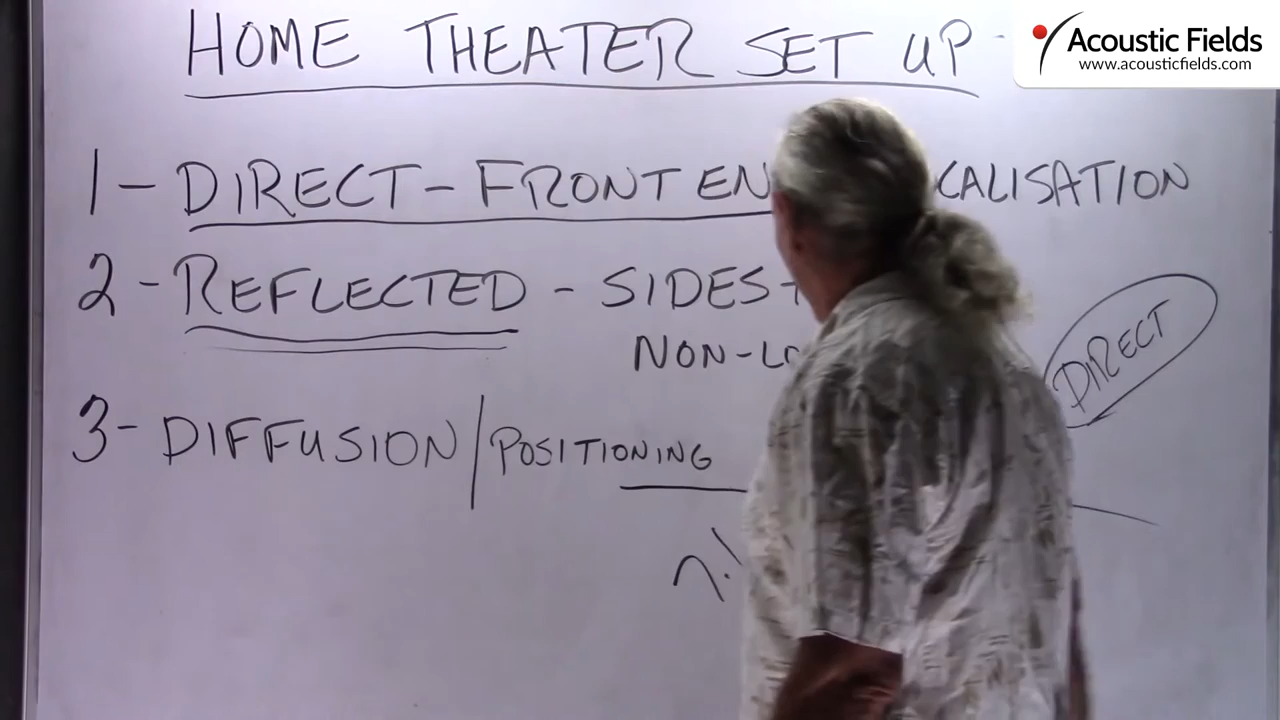 HOME THEATER SET UP
Acoustic Fields
www.acousticfields.com
1 - DIRECT - FRONT EN CALISATION
2 - REFLECTED - SIDES +
NON-LO
DIRECT
3 - DIFFUSION / POSITIONING